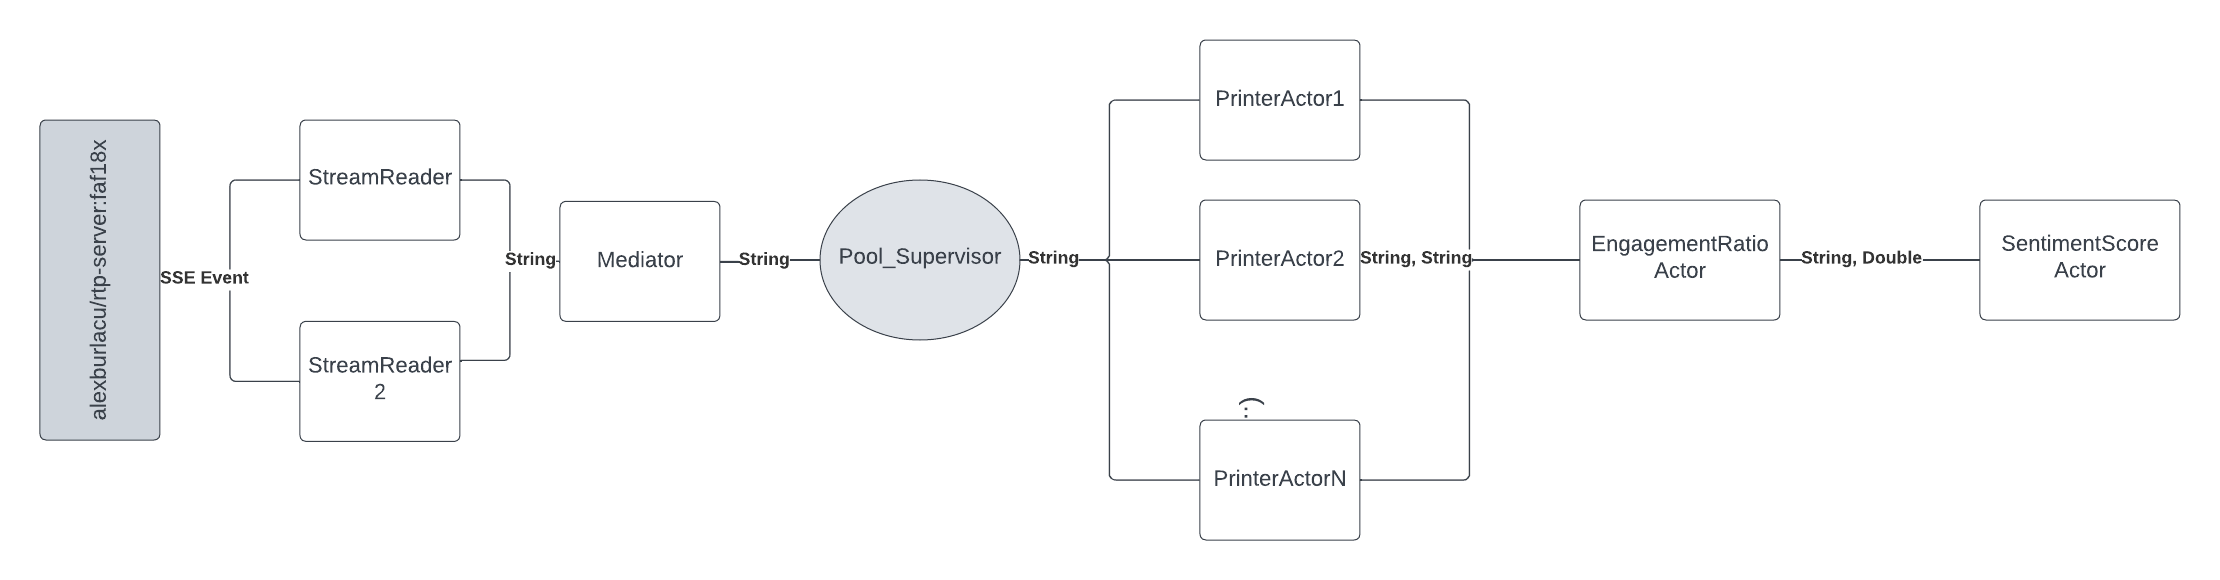 alexburlacu/rtp-server:faf18x
SSE Event
StreamReader
StreamReader
2
String
Mediator
String
Pool_Supervisor
String
PrinterActor1
PrinterActor2
:)
PrinterActorN
String, String
EngagementRatio
Actor
String, Double
SentimentScore
Actor